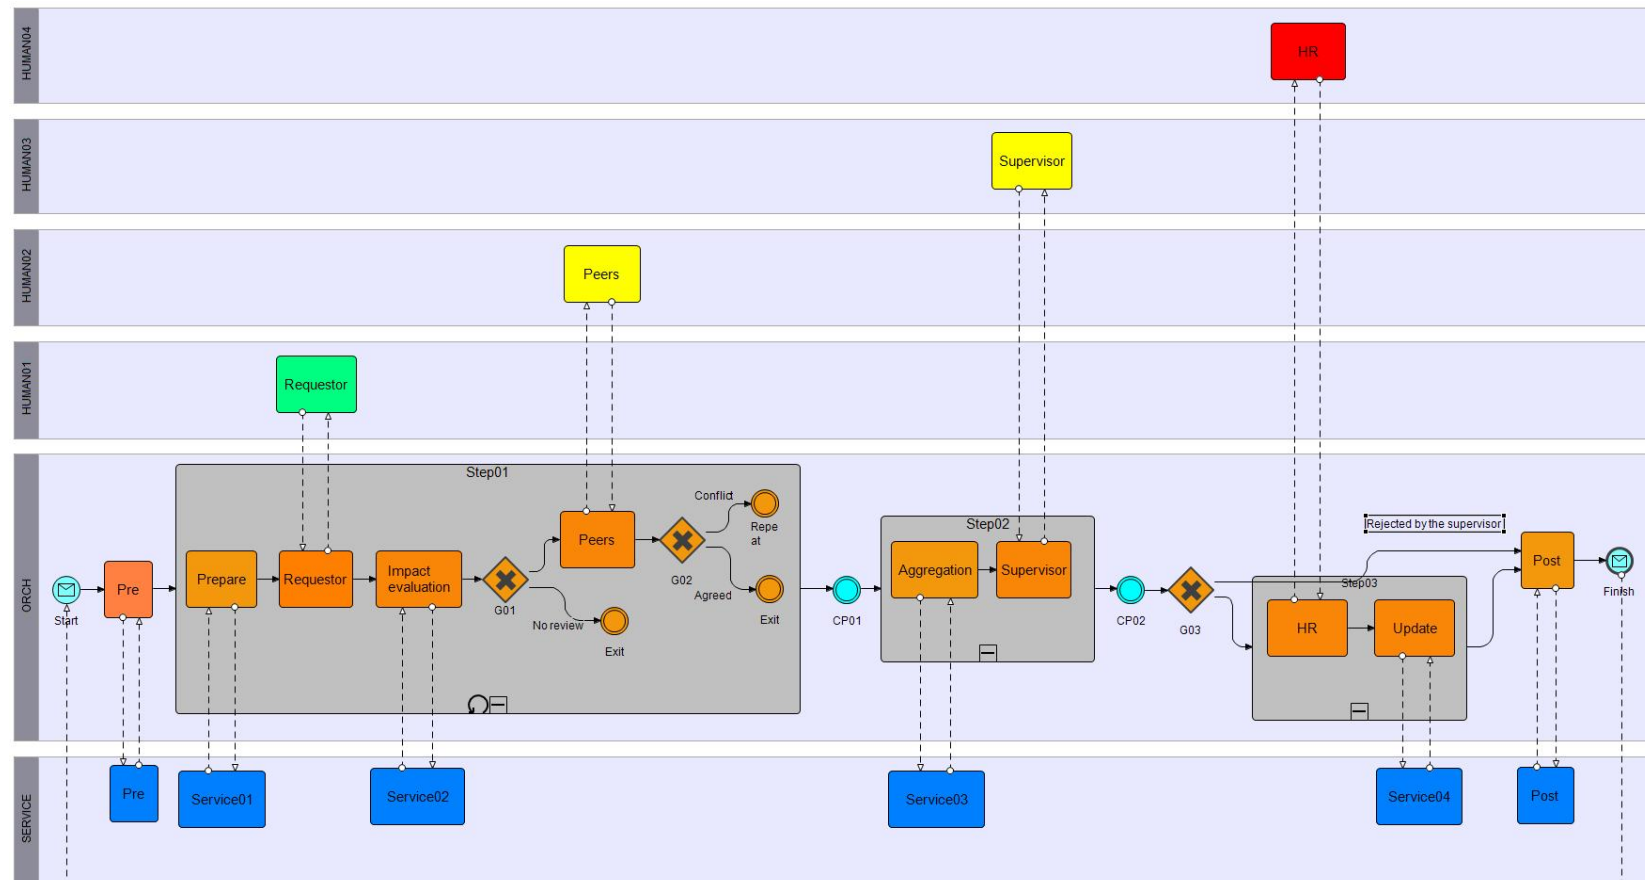 HUMAN04
HR
HUMAN03
Supervisor
HUMAN02
Peers
HUMAN01
Requestor
ORCH
Start
Pre
Step01
Prepare
Requestor
Impact
evaluation
G01
No review
Exit
Peers
G02
Conflict
Repe
at
Agreed
Exit
CP01
Step02
Aggregation
Supervisor
CP02
G03
Rejected by the supervisor
Step03
HR
Update
Post
Finish
SERVICE
Pre
Service01
Service02
Service03
Service04
Post